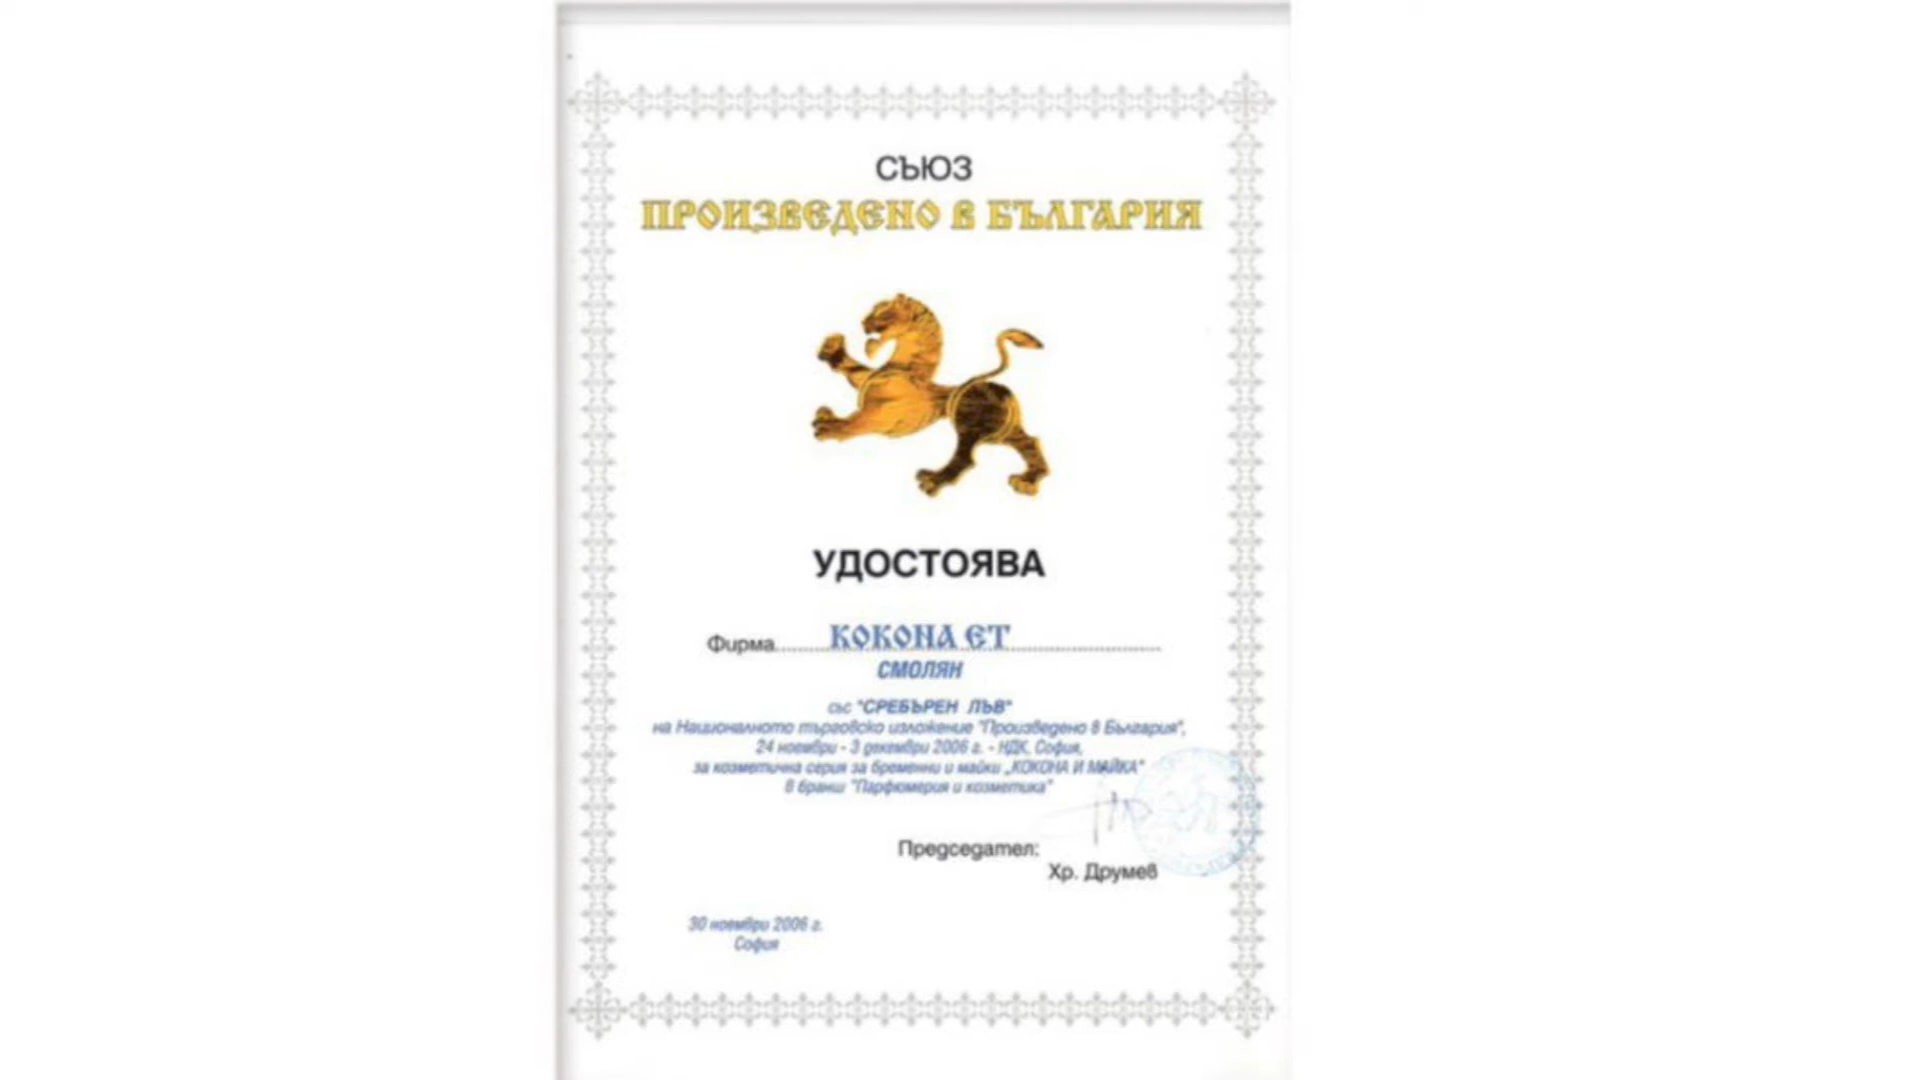 СЪЮЗ
ПРОИЗВЕДЕНО В БЪЛГАРИЯ
УДОСТОЯВА
Фирма КОКОНА ЕТ
СМОЛЯН
със "СРЕБЪРЕН ЛЪВ"
на Националното търговско изложение "Произведено в България",
24 ноември - 3 декември 2006 г. - НДК, София,
за козметична серия за бременни и майки „КОКОНА И МАЙКА"
в бранш "Парфюмерия и козметика"
Председател:
Хр. Друмев
30 ноември 2006 г.
София